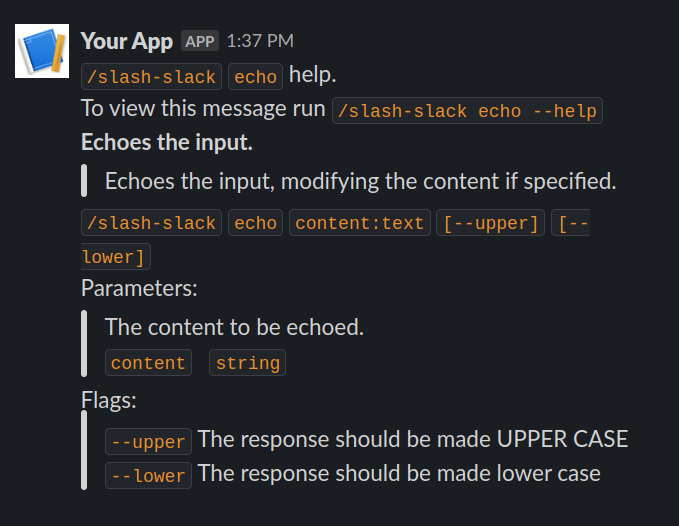 Your App APP 1:37 PM
/slash-slack echo help.
To view this message run /slash-slack echo --help
Echoes the input.
Echoes the input, modifying the content if specified.
/slash-slack echo content:text [--upper] [--
lower]
Parameters:
The content to be echoed.
content string
Flags:
--upper The response should be made UPPER CASE
--lower The response should be made lower case